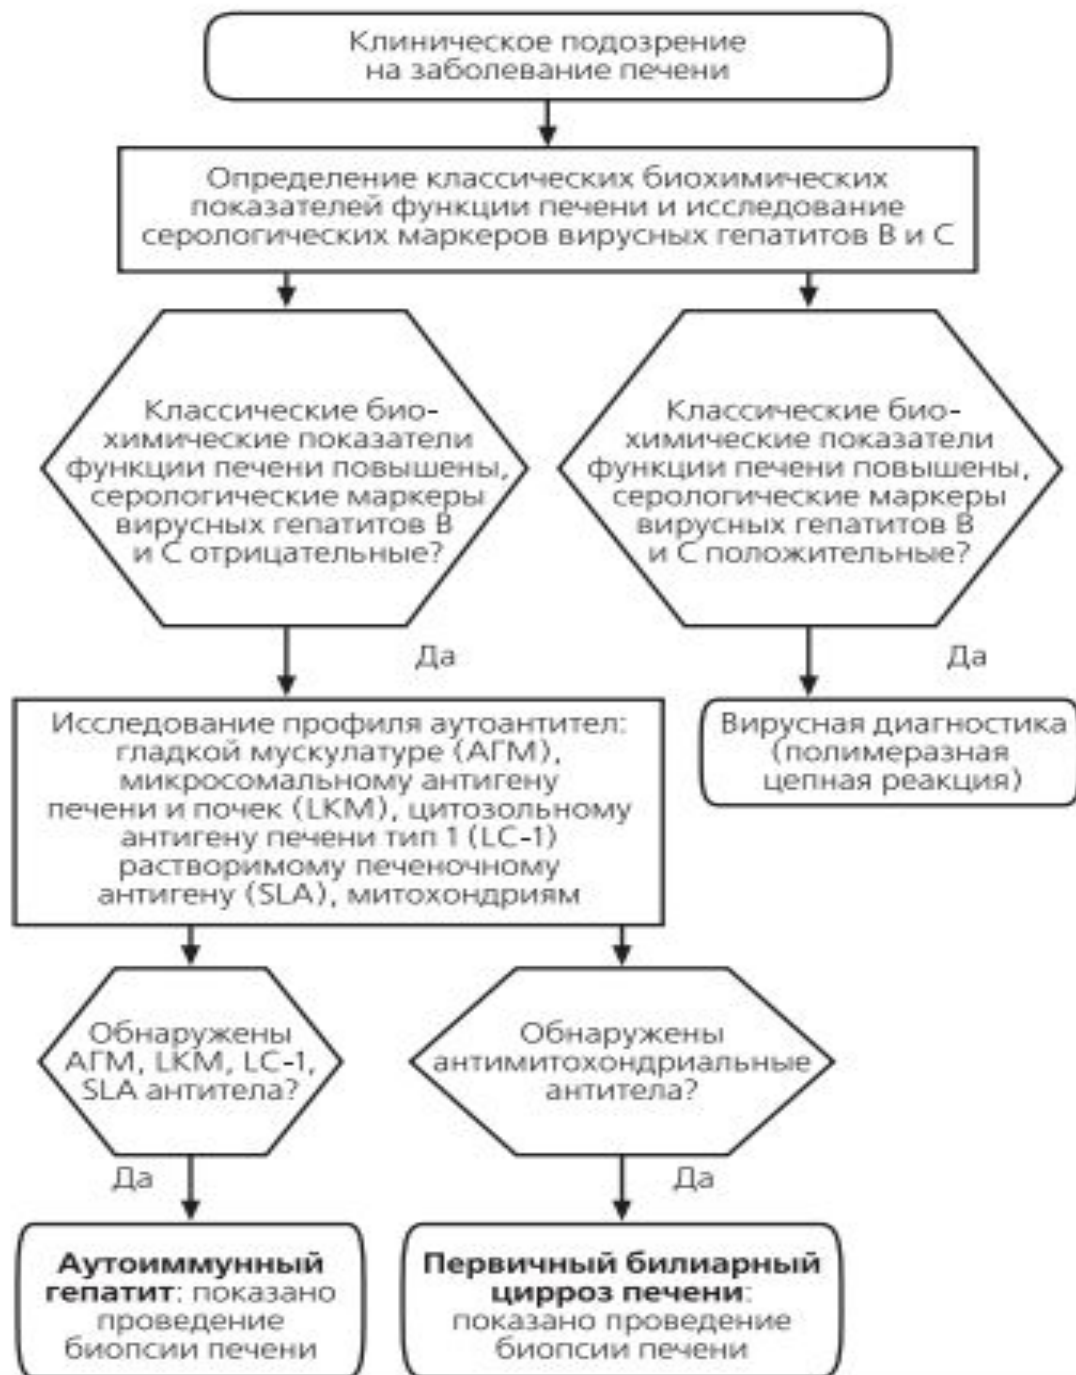 Клиническое подозрение
на заболевание печени
Определение классических биохимических
показателей функции печени и исследование
серологических маркеров вирусных гепатитов В и С
Классические био-
химические показатели
функции печени повышены,
серологические маркеры
вирусных гепатитов В
и С отрицательные?
Классические био-
химические показатели
функции печени повышены,
серологические маркеры
вирусных гепатитов В
и С положительные?
Да
Да
Исследование профиля аутоантител:
гладкой мускулатуре (АГМ),
микросомальному антигену
печени и почек (LKM), цитозольному
антигену печени тип 1 (LC-1)
растворимому печеночному
антигену (SLA), митохондриям
Вирусная диагностика
(полимеразная
цепная реакция)
Обнаружены
АГМ, LKM, LC-1,
SLA антитела?
Обнаружены
антимитохондриальные
антитела?
Да
Да
Аутоиммунный
гепатит: показано
проведение
биопсии печени
Первичный билиарный
цирроз печени:
показано проведение
биопсии печени